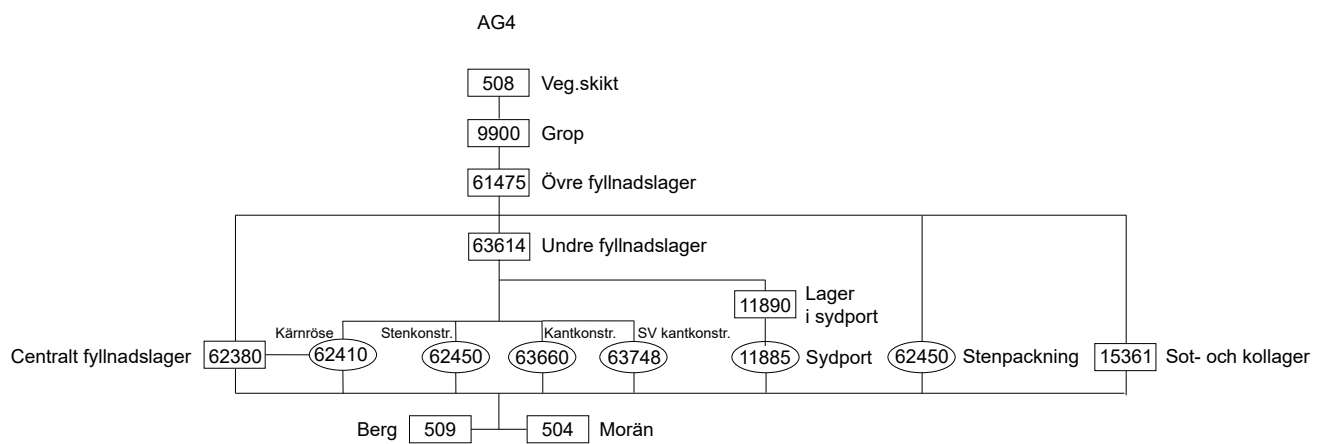 AG4
508 Veg.skikt
9900 Grop
61475 Övre fyllnadslager
63614 Undre fyllnadslager
11890 Lager
i sydport
Kärnröse Stenkonstr. Kantkonstr. SV kantkonstr.
Centralt fyllnadslager 62380 62410 62450 63660 63748 11885 Sydport 62450 Stenpackning 15361 Sot- och kollager
Berg 509 504 Morän